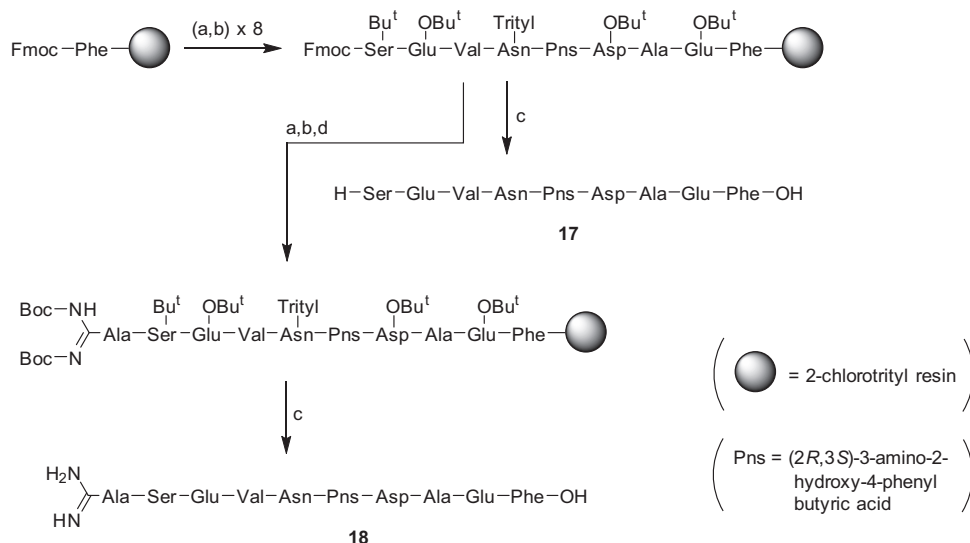 Fmoc–Phe
(a,b) x 8
Bu^t OBu^t Trityl OBu^t OBu^t
Fmoc–Ser–Glu–Val–Asn–Pns–Asp–Ala–Glu–Phe
a,b,d
c
H–Ser–Glu–Val–Asn–Pns–Asp–Ala–Glu–Phe–OH
17
Boc–NH
Bu^t OBu^t Trityl OBu^t OBu^t
Ala–Ser–Glu–Val–Asn–Pns–Asp–Ala–Glu–Phe
Boc–N
= 2-chlorotrityl resin
c
Pns = (2R,3S)-3-amino-2-
hydroxy-4-phenyl
butyric acid
H2N
Ala–Ser–Glu–Val–Asn–Pns–Asp–Ala–Glu–Phe–OH
HN
18